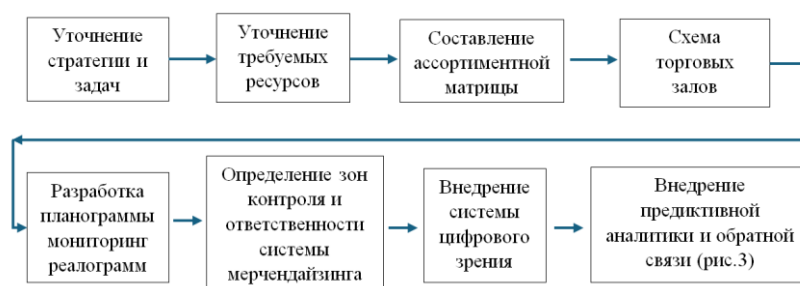 Уточнение
стратегии и
задач
Уточнение
требуемых
ресурсов
Составление
ассортиментной
матрицы
Схема
торговых
залов
Разработка
планограммы
мониторинг
реалограмм
Определение зон
контроля и
ответственности
системы
мерчендайзинга
Внедрение
системы
цифрового
зрения
Внедрение
предиктивной
аналитики и обратной
связи (рис.3)